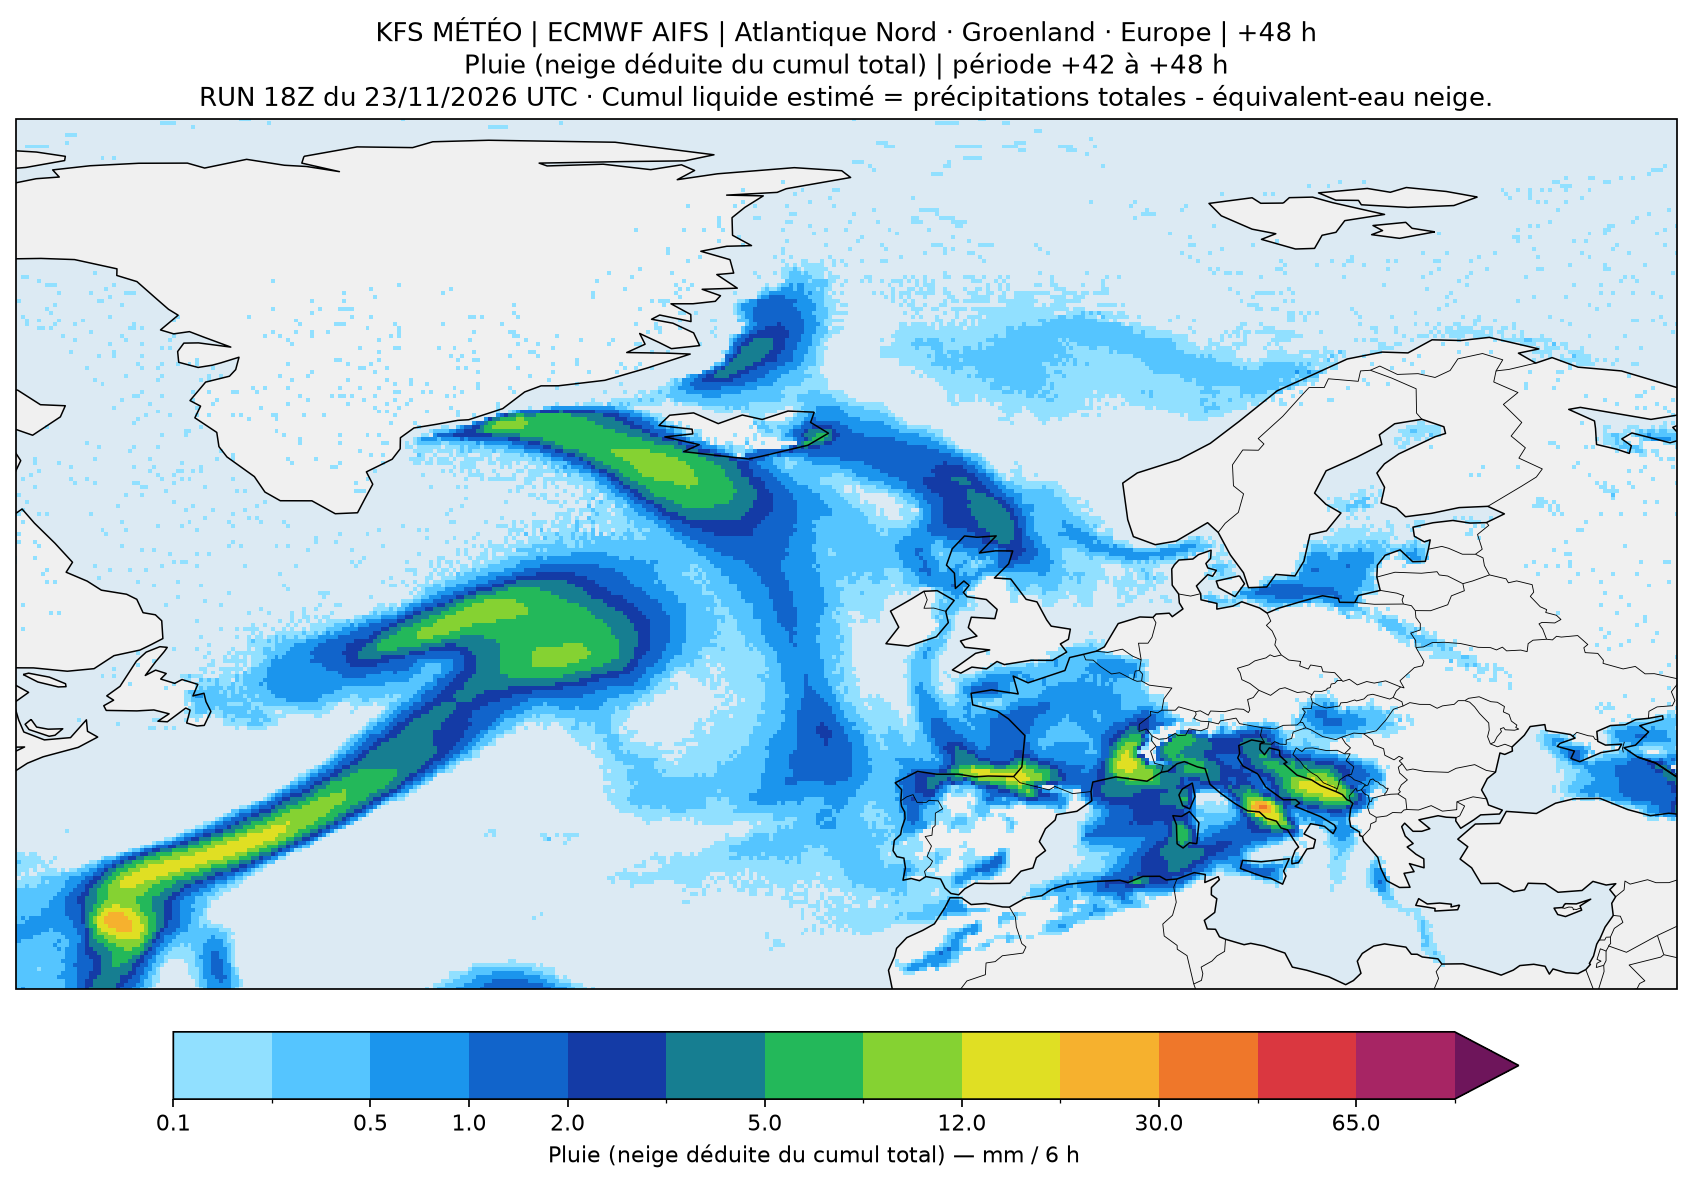 KFS MÉTÉO | ECMWF AIFS | Atlantique Nord · Groenland · Europe | +48 h
Pluie (neige déduite du cumul total) | période +42 à +48 h
RUN 18Z du 23/11/2026 UTC · Cumul liquide estimé = précipitations totales - équivalent-eau neige.
0.1 0.5 1.0 2.0 5.0 12.0 30.0 65.0
Pluie (neige déduite du cumul total) — mm / 6 h